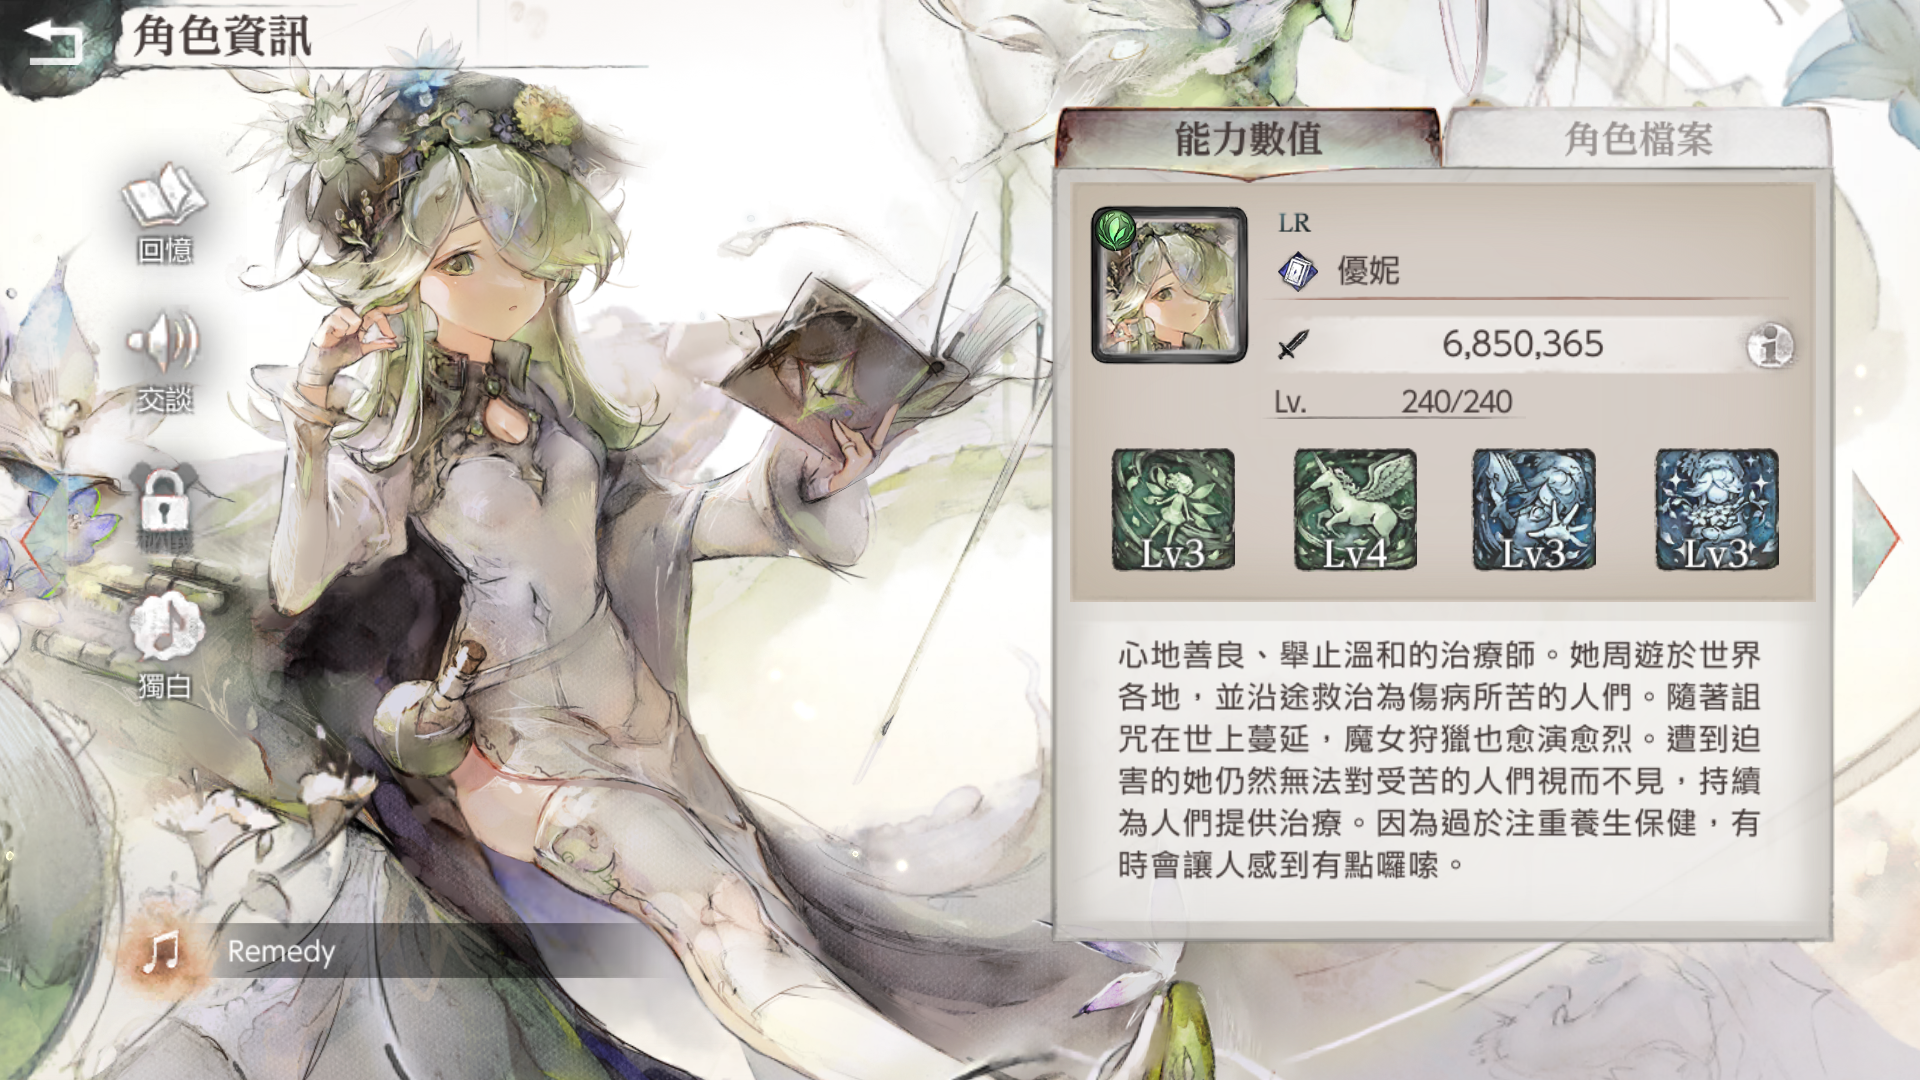 角色資訊
回憶
交談
獨白
Remedy
能力數值
角色檔案
LR
優妮
6,850,365
Lv. 240/240
Lv3
Lv4
Lv3
Lv3
心地善良、舉止溫和的治療師。她周遊於世界
各地，並沿途救治為傷病所苦的人們。隨著詛
咒在世上蔓延，魔女狩獵也愈演愈烈。遭到迫
害的她仍然無法對受苦的人們視而不見，持續
為人們提供治療。因為過於注重養生保健，有
時會讓人感到有點囉嗦。